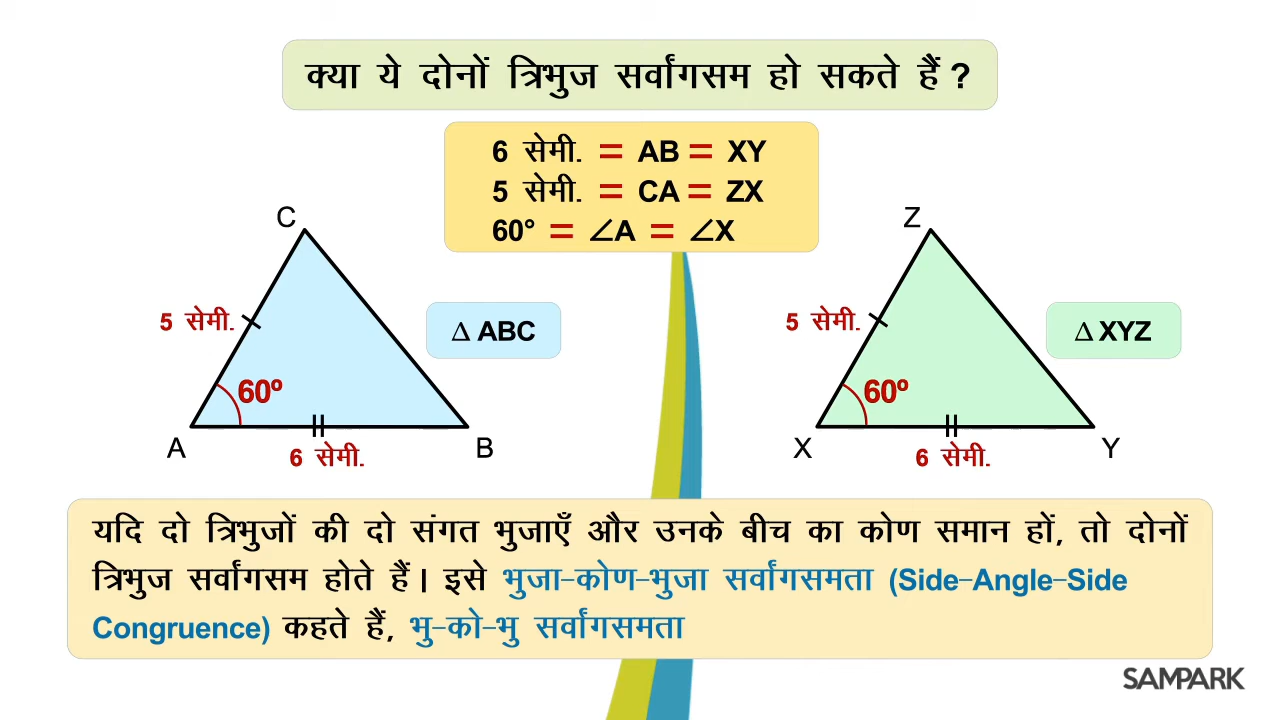 क्या ये दोनों त्रिभुज सर्वांगसम हो सकते हैं ?
6 सेमी. = AB = XY
5 सेमी. = CA = ZX
60° = ∠A = ∠X
C
5 सेमी.
Δ ABC
60º
A
B
6 सेमी.
Z
5 सेमी.
Δ XYZ
60º
X
Y
6 सेमी.
यदि दो त्रिभुजों की दो संगत भुजाएँ और उनके बीच का कोण समान हों, तो दोनों
त्रिभुज सर्वांगसम होते हैं। इसे भुजा-कोण-भुजा सर्वांगसमता (Side-Angle-Side
Congruence) कहते हैं, भु-को-भु सर्वांगसमता
SAMPARK